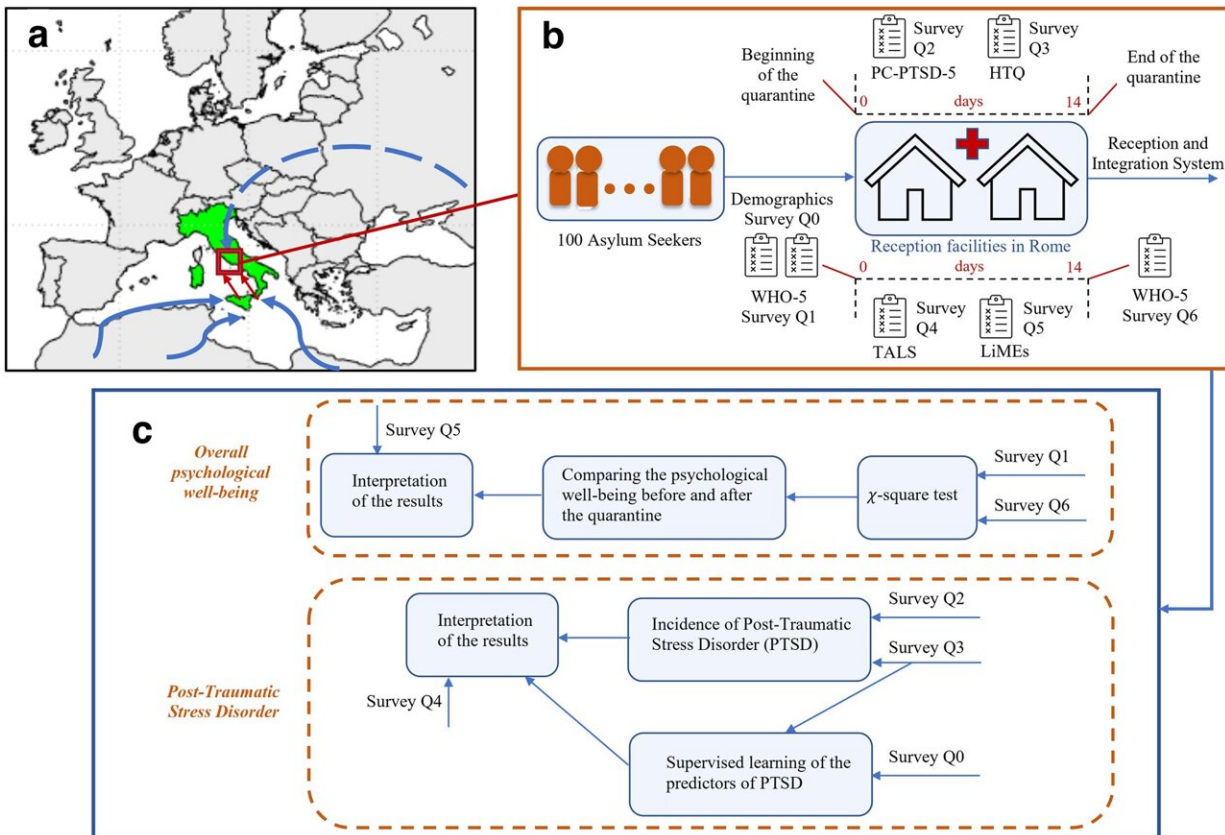 a
b
Survey
Q2
PC-PTSD-5
Survey
Q3
HTQ
Beginning
of the
quarantine
End of the
quarantine
0 days 14
100 Asylum Seekers
Demographics
Survey Q0
Reception facilities in Rome
Reception and
Integration System
WHO-5
Survey Q1
0 days 14
Survey
Q4
TALS
Survey
Q5
LiMEs
WHO-5
Survey Q6
c
Overall
psychological
well-being
Survey Q5
Interpretation
of the results
Comparing the psychological
well-being before and after
the quarantine
χ-square test
Survey Q1
Survey Q6
Post-Traumatic
Stress Disorder
Interpretation
of the results
Survey Q4
Incidence of Post-Traumatic
Stress Disorder (PTSD)
Survey Q2
Survey Q3
Supervised learning of the
predictors of PTSD
Survey Q0